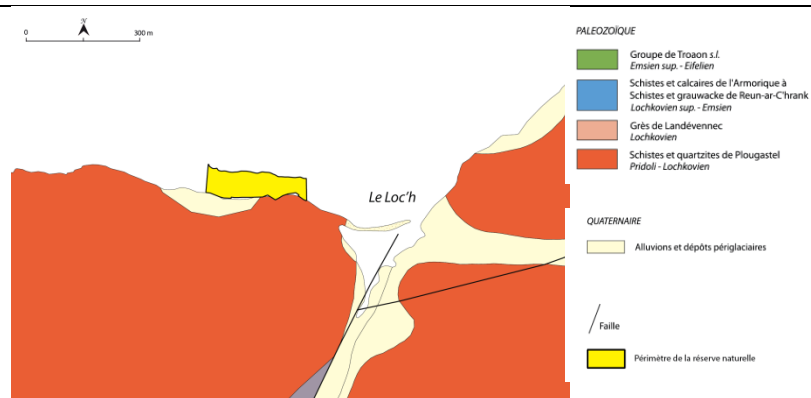 N
0
300 m
Le Loc'h
PALEOZOÏQUE
Groupe de Troaon s.l.
Emsien sup. - Eifelien
Schistes et calcaires de l'Armorique à
Schistes et grauwacke de Reun-ar-C'hrank
Lochkovien sup. - Emsien
Grès de Landévennec
Lochkovien
Schistes et quartzites de Plougastel
Pridoli - Lochkovien
QUATERNAIRE
Alluvions et dépôts périglaciaires
Faille
Périmètre de la réserve naturelle